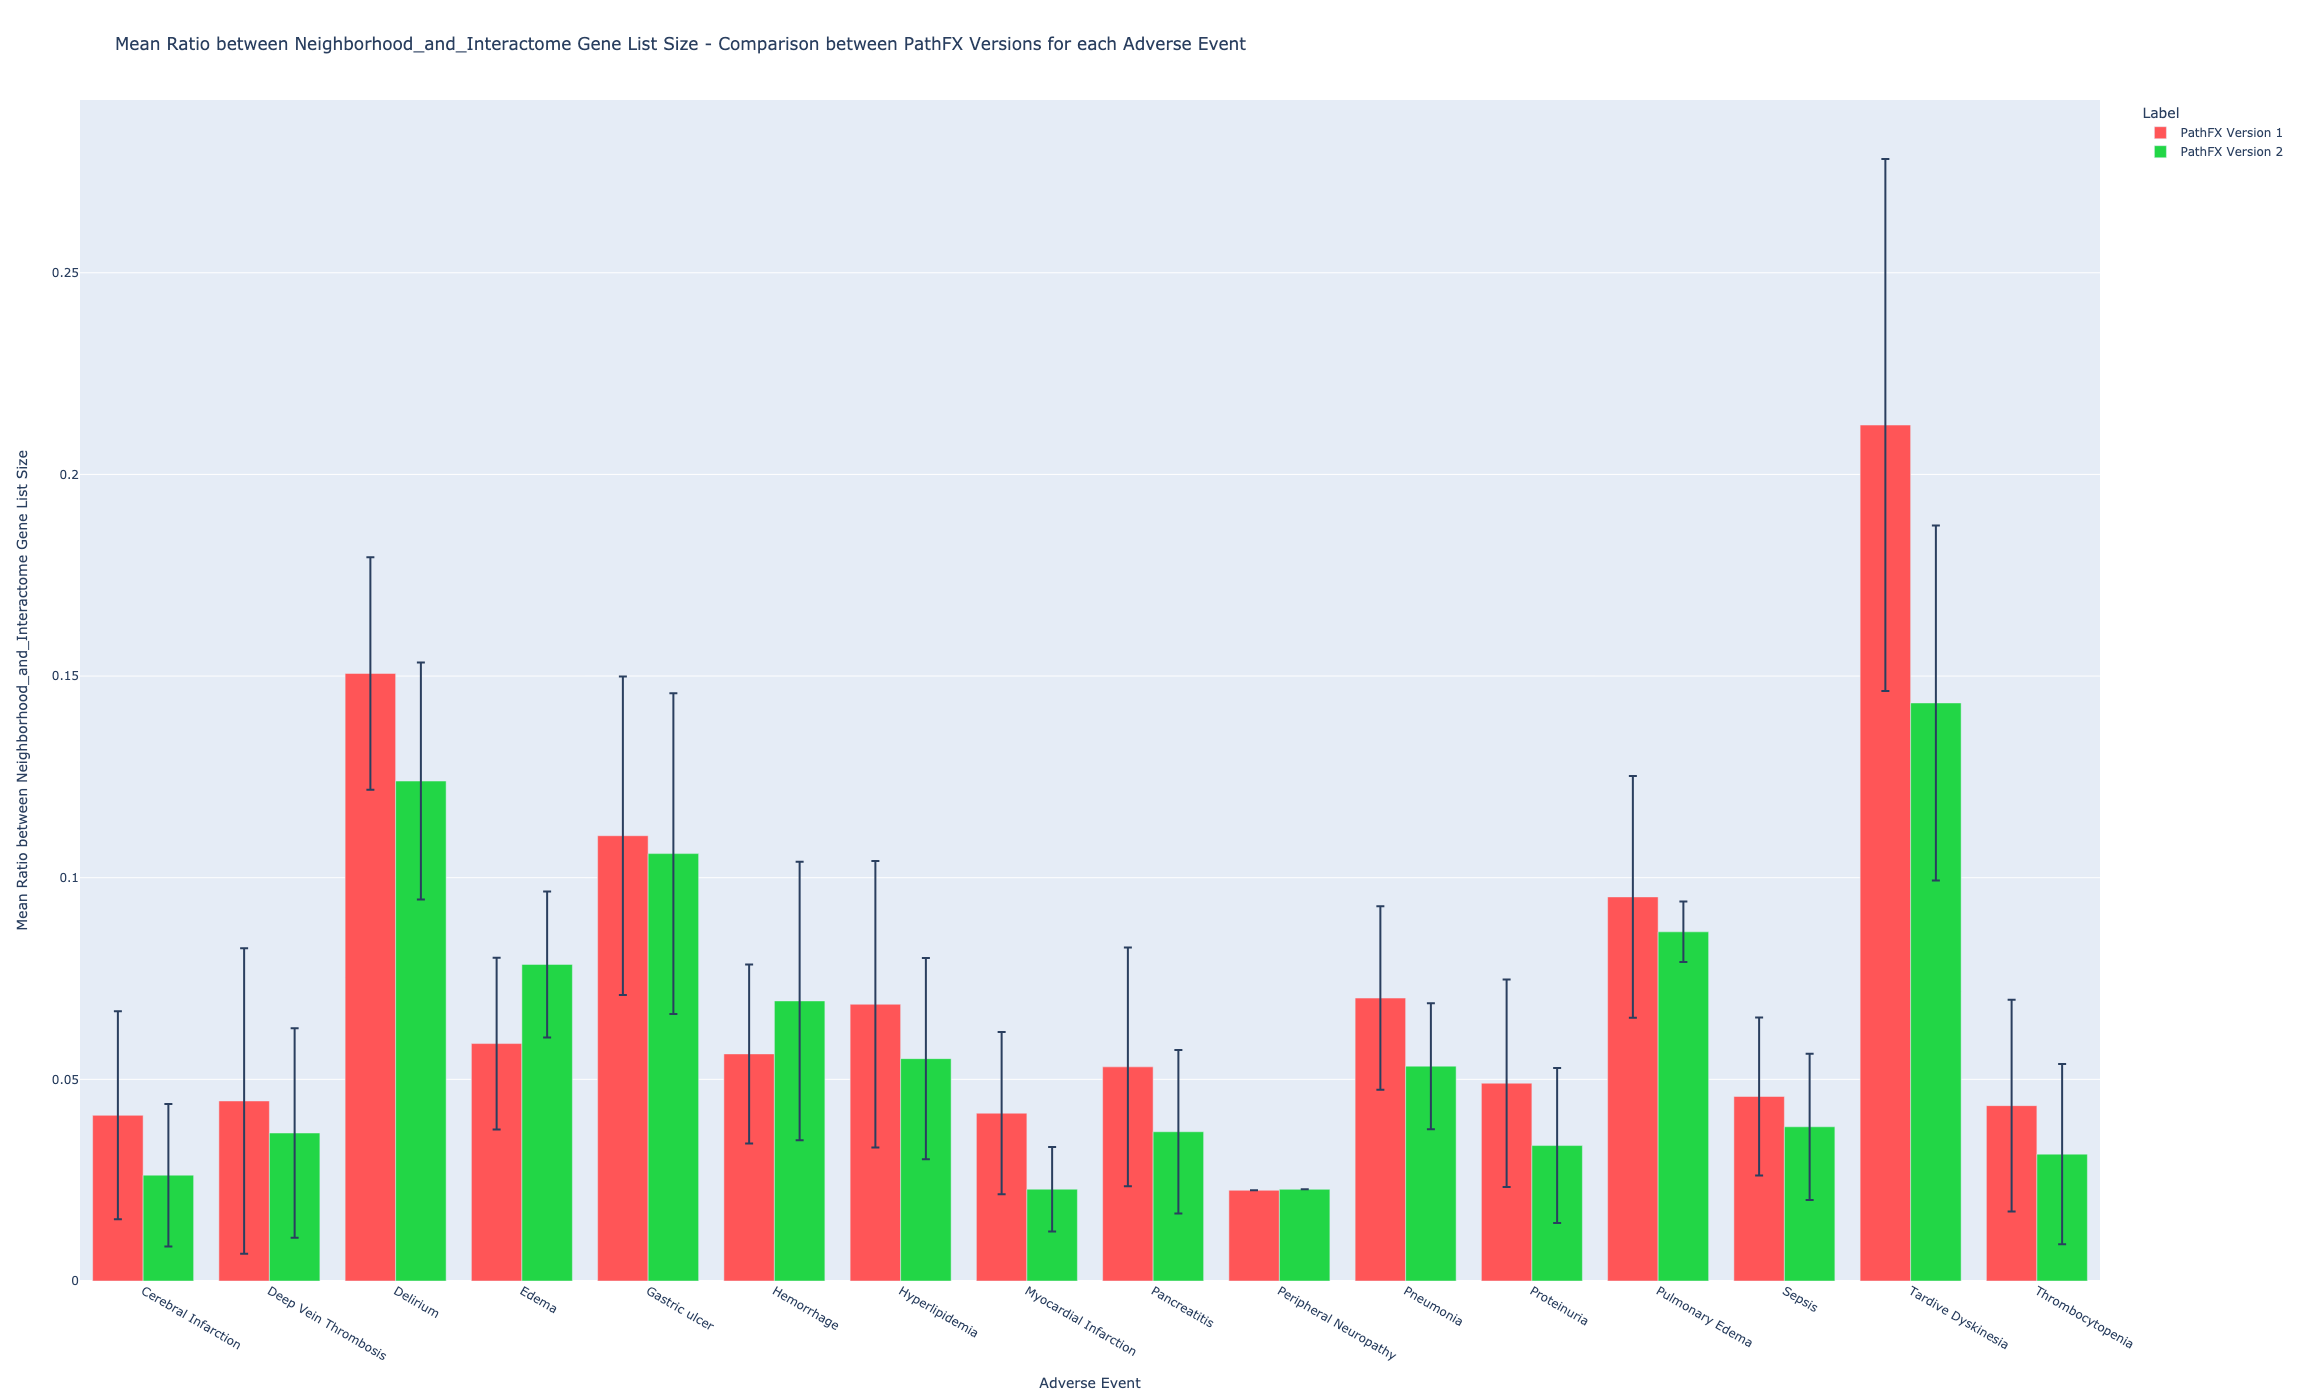 Mean Ratio between Neighborhood_and_Interactome Gene List Size - Comparison between PathFX Versions for each Adverse Event
Label
PathFX Version 1
PathFX Version 2
Mean Ratio between Neighborhood_and_Interactome Gene List Size
0.25
0.2
0.15
0.1
0.05
0
Cerebral Infarction
Deep Vein Thrombosis
Delirium
Edema
Gastric ulcer
Hemorrhage
Hyperlipidemia
Myocardial Infarction
Pancreatitis
Peripheral Neuropathy
Pneumonia
Proteinuria
Pulmonary Edema
Sepsis
Tardive Dyskinesia
Thrombocytopenia
Adverse Event